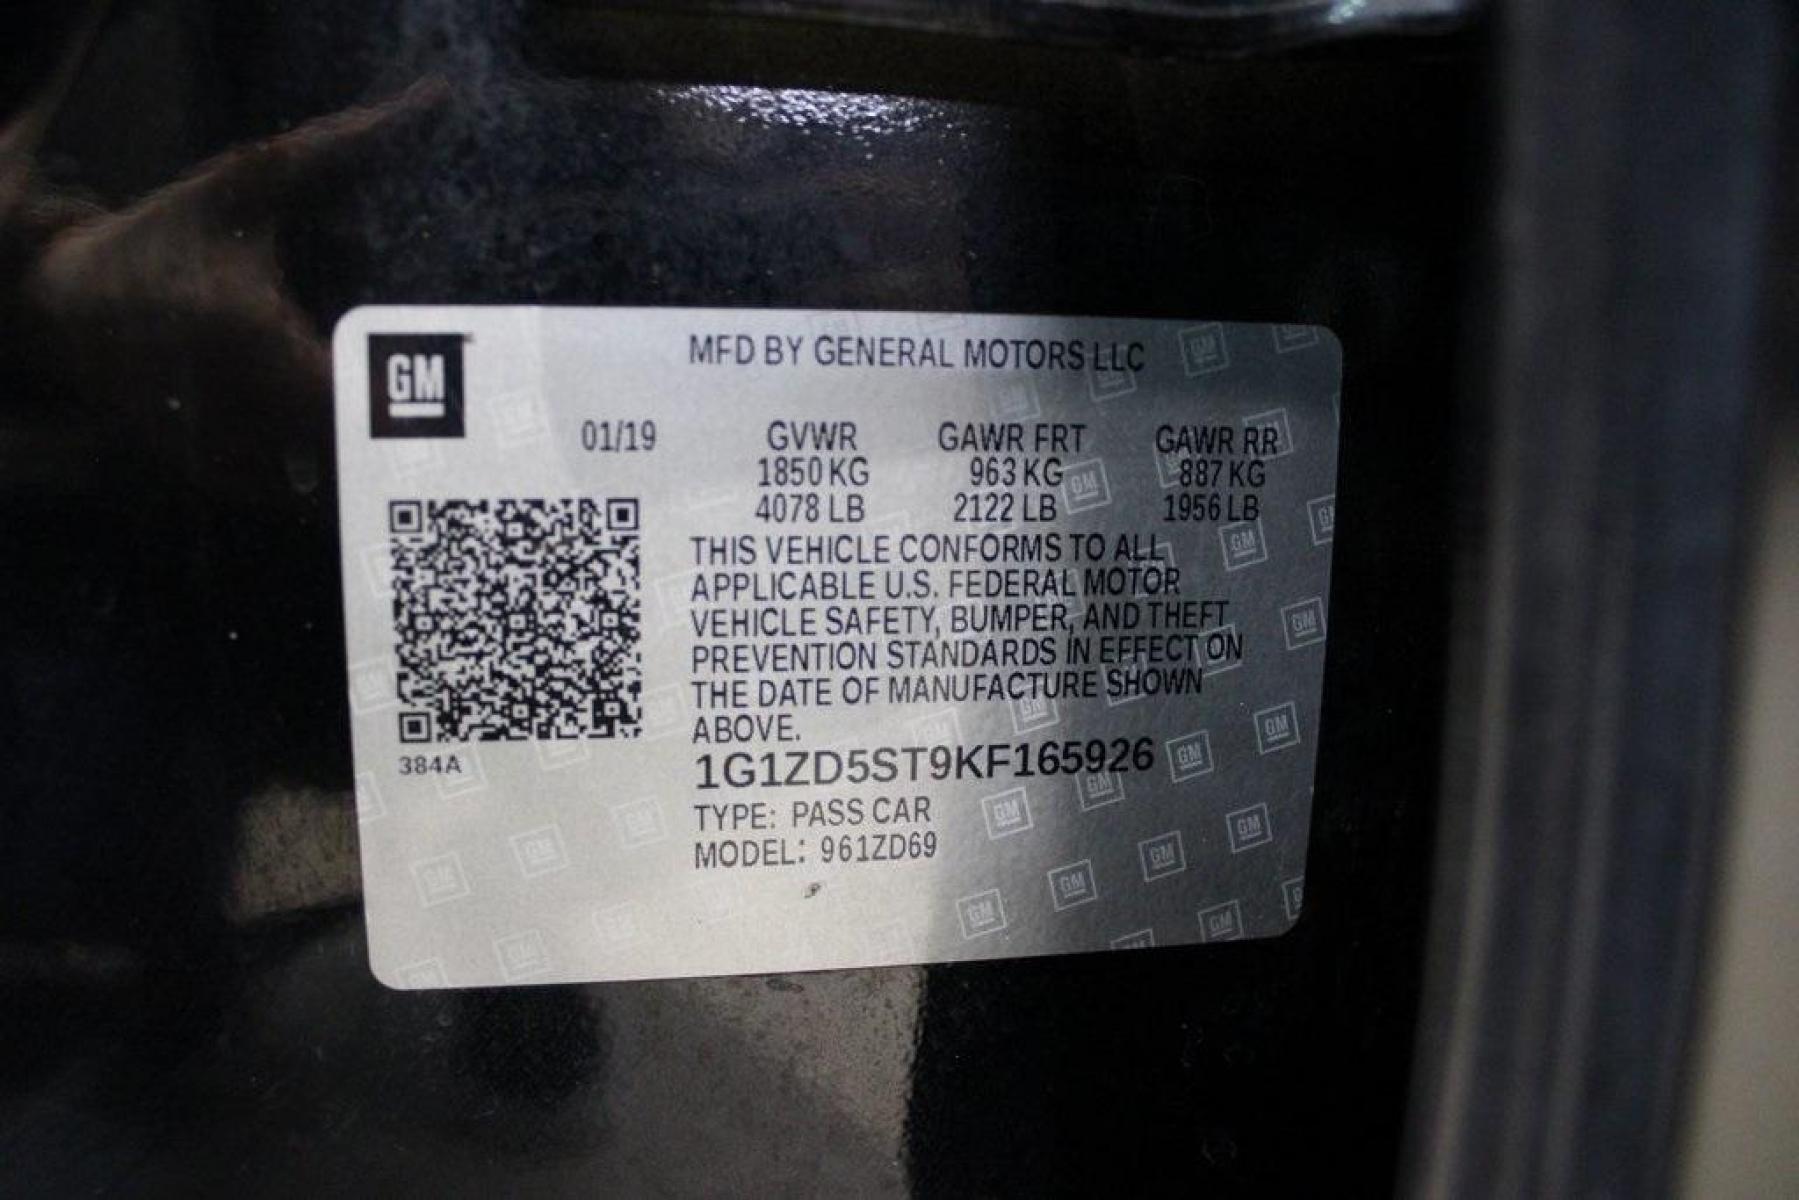 GM
MFD BY GENERAL MOTORS LLC
01/19 GVWR GAWR FRT GAWR RR
1850 KG 963 KG 887 KG
4078 LB 2122 LB 1956 LB
THIS VEHICLE CONFORMS TO ALL
APPLICABLE U.S. FEDERAL MOTOR
VEHICLE SAFETY, BUMPER, AND THEFT
PREVENTION STANDARDS IN EFFECT ON
THE DATE OF MANUFACTURE SHOWN
ABOVE.
384A
1G1ZD5ST9KF165926
TYPE: PASS CAR
MODEL: 961ZD69